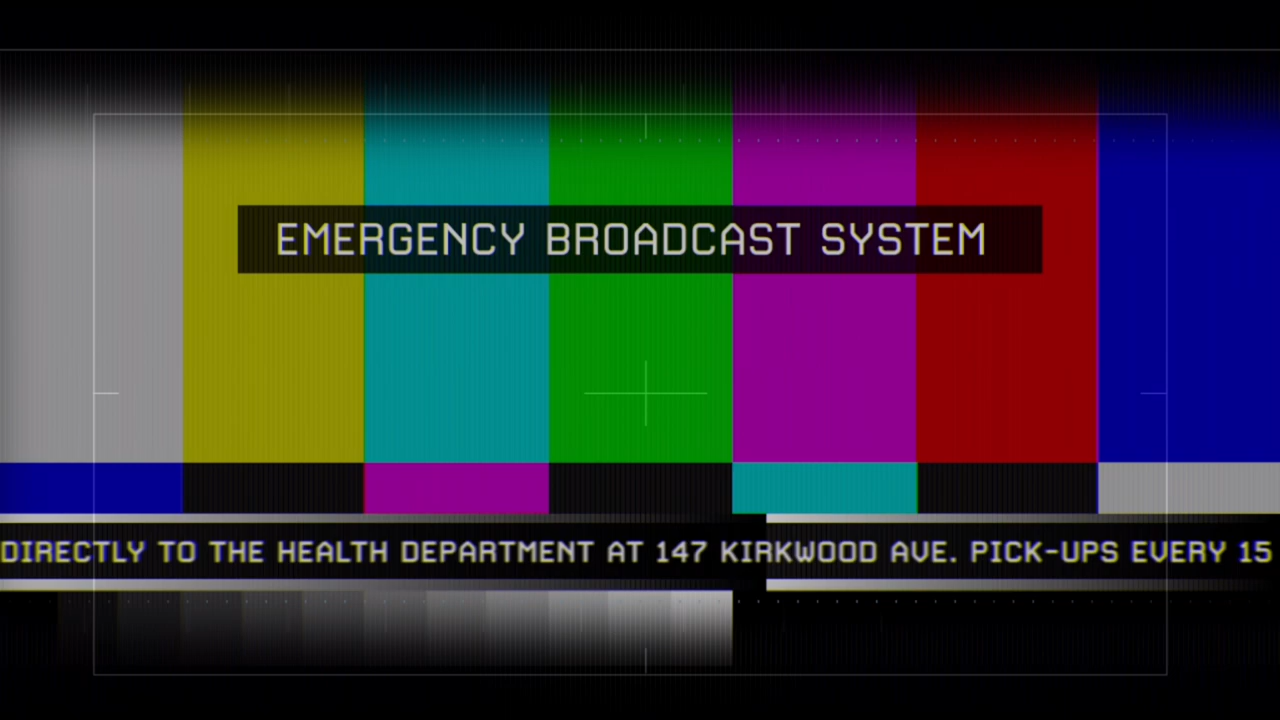 EMERGENCY BROADCAST SYSTEM
DIRECTLY TO THE HEALTH DEPARTMENT AT 147 KIRKWOOD AVE. PICK-UPS EVERY 15